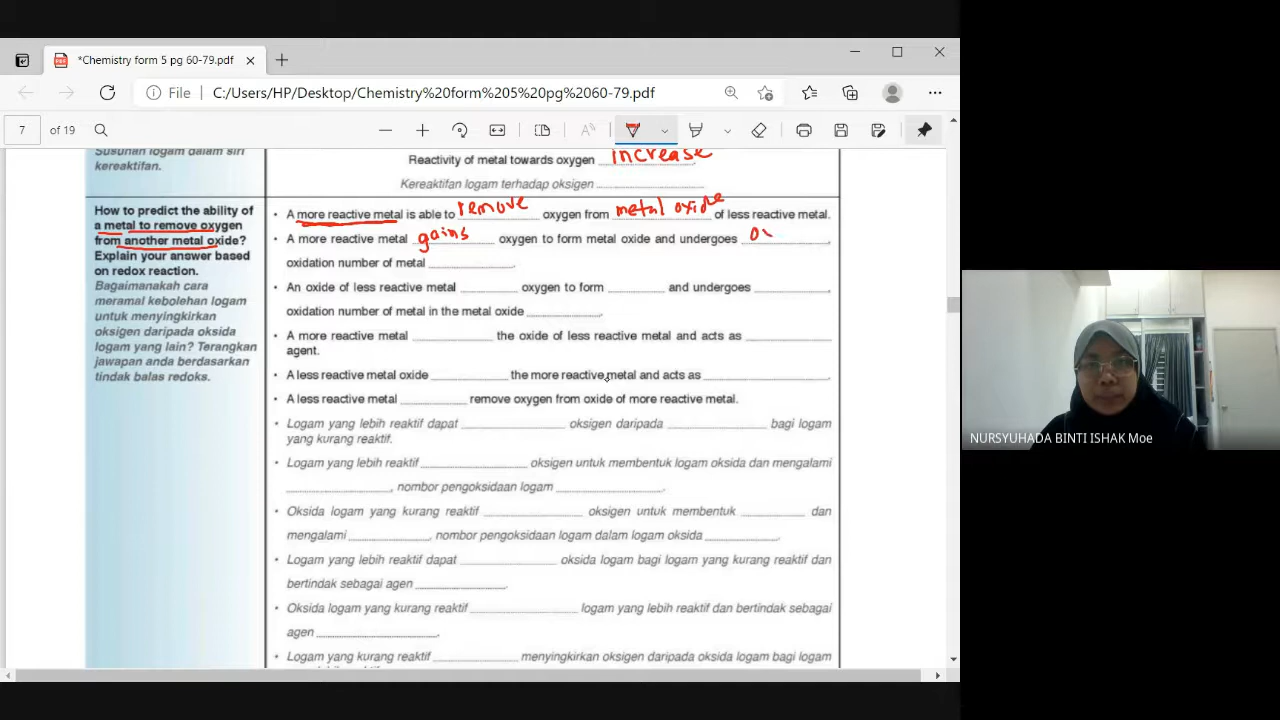 *Chemistry form 5 pg 60-79.pdf
File C:/Users/HP/Desktop/Chemistry%20form%205%20pg%2060-79.pdf
7 of 19
Susunan logam dalam siri
kereaktifan.
Reactivity of metal towards oxygen increase
Kereaktifan logam terhadap oksigen
How to predict the ability of
a metal to remove oxygen
from another metal oxide?
Explain your answer based
on redox reaction.
Bagaimanakah cara
meramal kebolehan logam
untuk menyingkirkan
oksigen daripada oksida
logam yang lain? Terangkan
jawapan anda berdasarkan
tindak balas redoks.
• A more reactive metal is able to remove oxygen from metal oxide of less reactive metal.
• A more reactive metal gains oxygen to form metal oxide and undergoes ,
oxidation number of metal .
• An oxide of less reactive metal oxygen to form and undergoes ,
oxidation number of metal in the metal oxide .
• A more reactive metal the oxide of less reactive metal and acts as
agent.
• A less reactive metal oxide the more reactive metal and acts as .
• A less reactive metal remove oxygen from oxide of more reactive metal.
• Logam yang lebih reaktif dapat oksigen daripada bagi logam
yang kurang reaktif.
• Logam yang lebih reaktif oksigen untuk membentuk logam oksida dan mengalami
, nombor pengoksidaan logam .
• Oksida logam yang kurang reaktif oksigen untuk membentuk dan
mengalami , nombor pengoksidaan logam dalam logam oksida .
• Logam yang lebih reaktif dapat oksida logam bagi logam yang kurang reaktif dan
bertindak sebagai agen .
• Oksida logam yang kurang reaktif logam yang lebih reaktif dan bertindak sebagai
agen .
• Logam yang kurang reaktif menyingkirkan oksigen daripada oksida logam bagi logam
NURSYUHADA BINTI ISHAK Moe